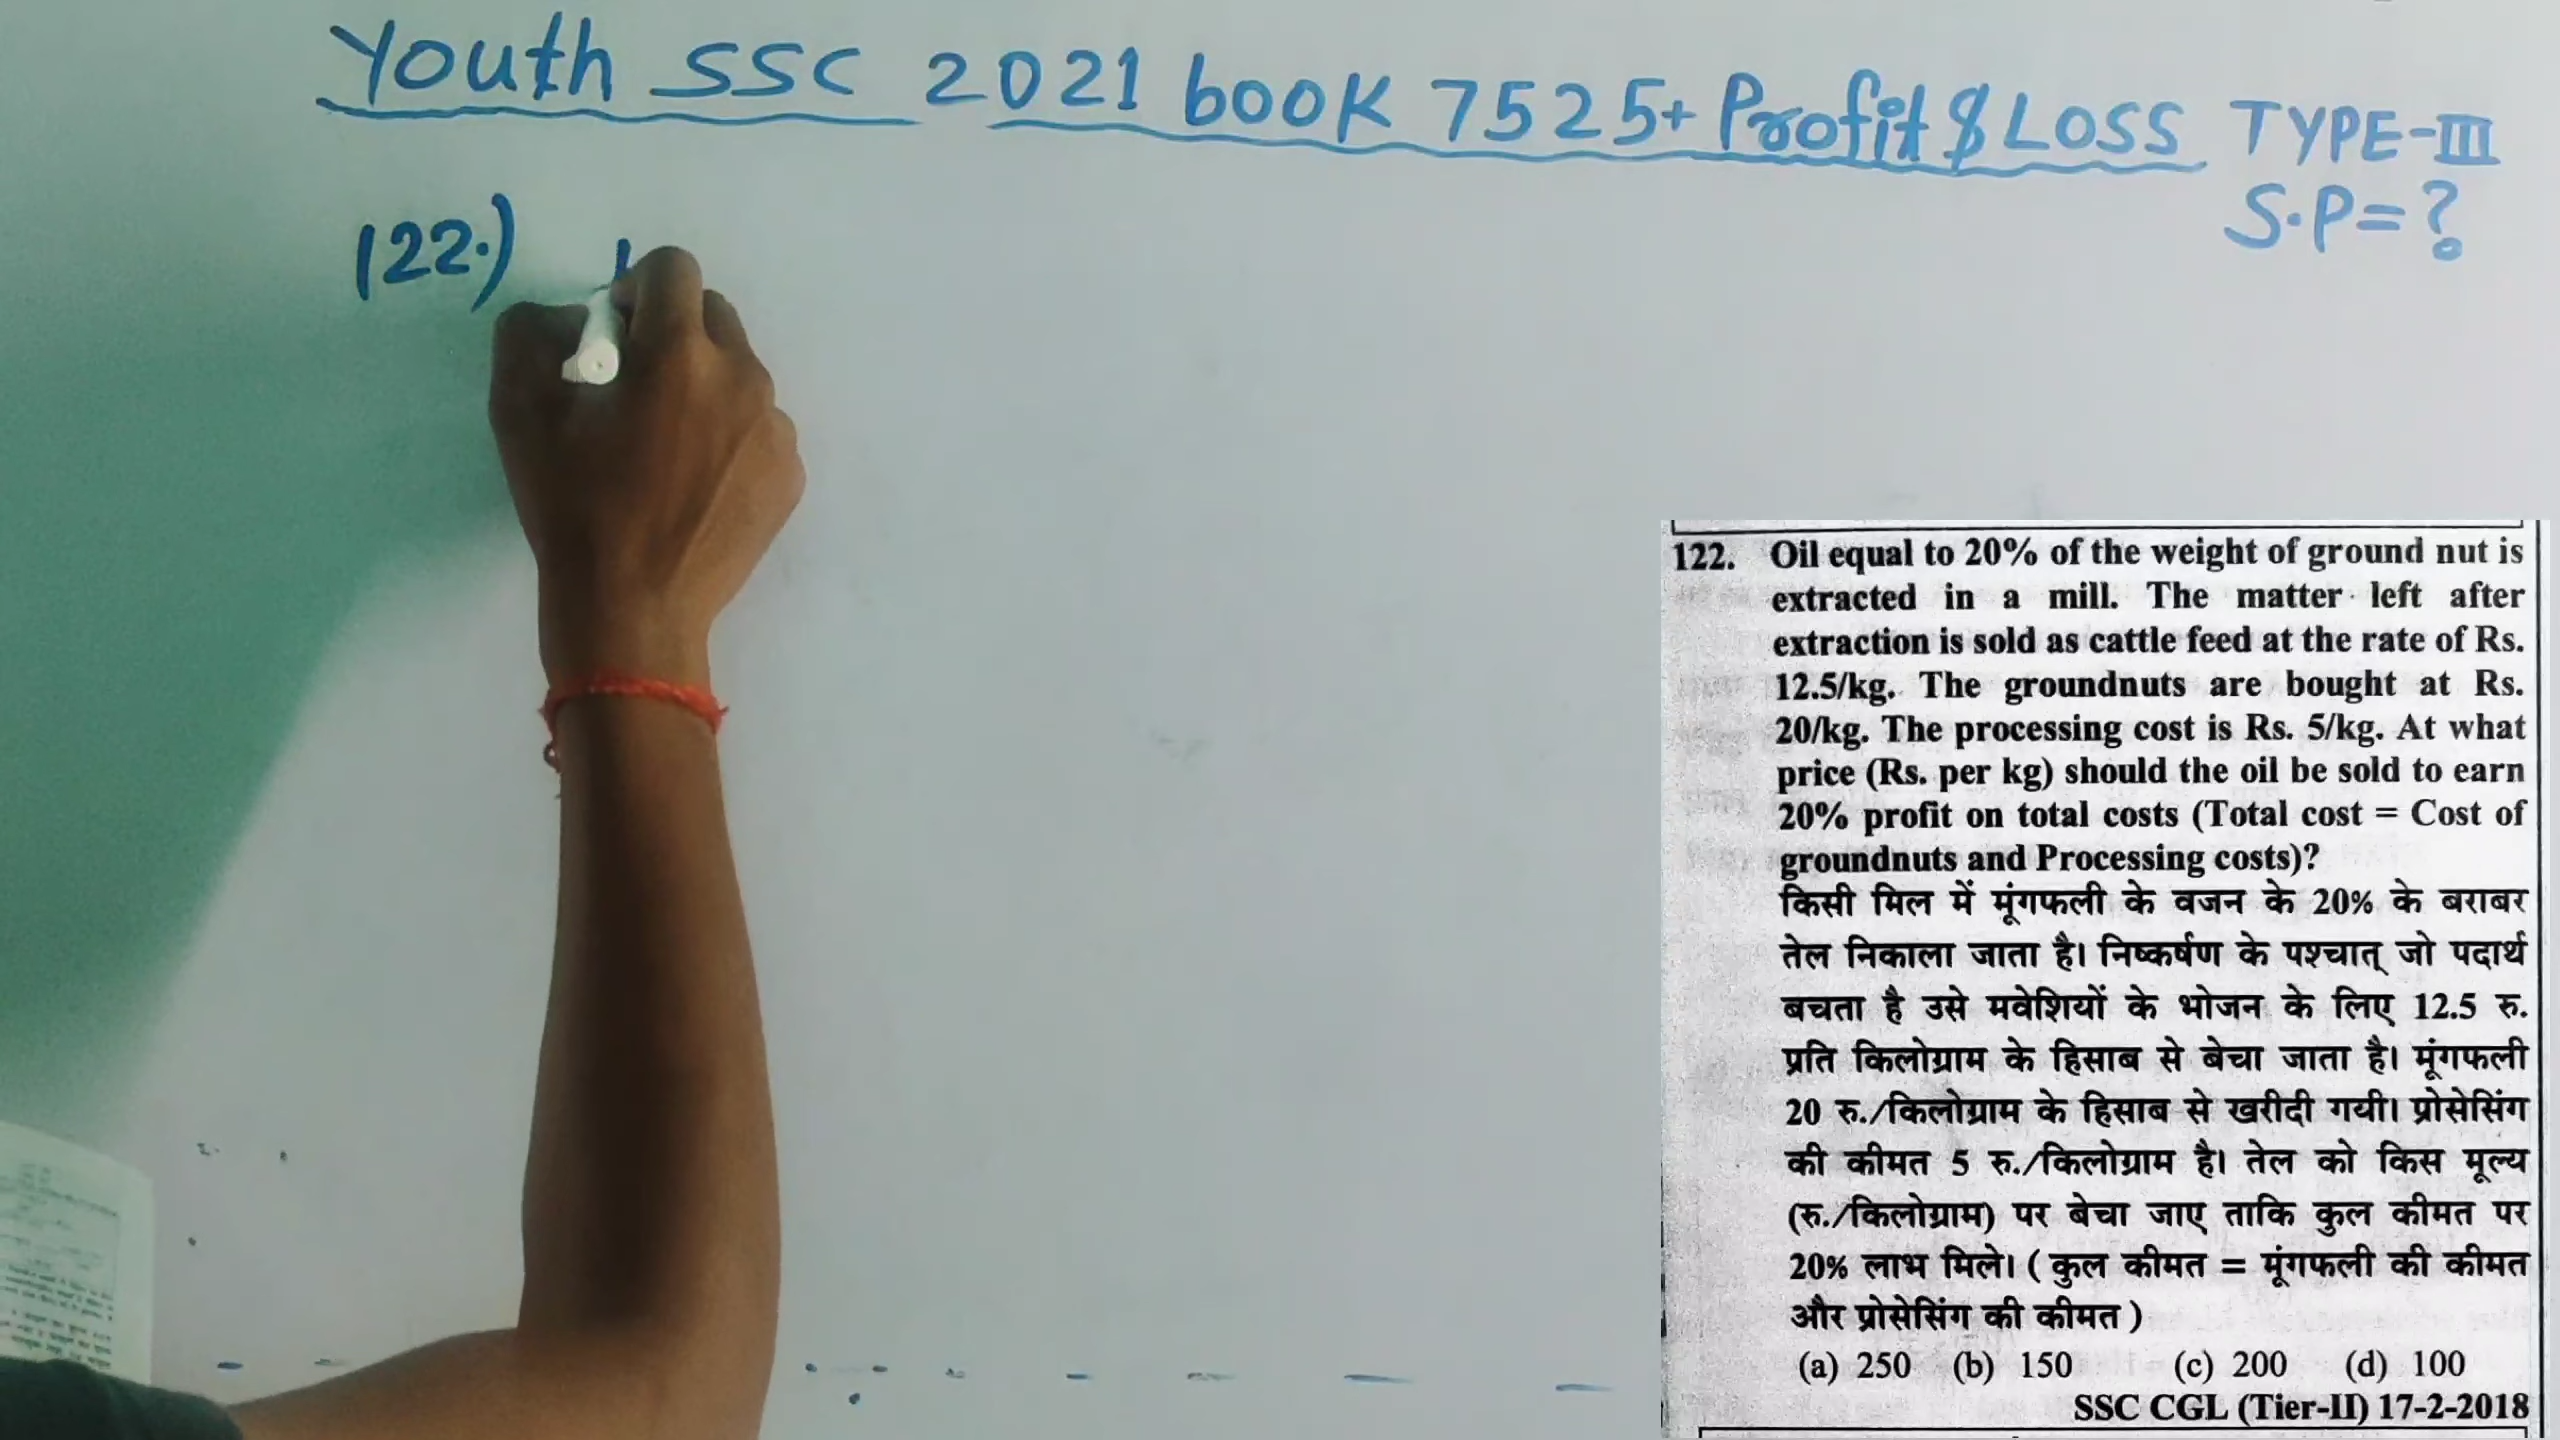 Youth SSC 2021 book 7525+ Profit & LOSS TYPE-III
S.P=?
122.)
122. Oil equal to 20% of the weight of ground nut is
extracted in a mill. The matter left after
extraction is sold as cattle feed at the rate of Rs.
12.5/kg. The groundnuts are bought at Rs.
20/kg. The processing cost is Rs. 5/kg. At what
price (Rs. per kg) should the oil be sold to earn
20% profit on total costs (Total cost = Cost of
groundnuts and Processing costs)?
किसी मिल में मूंगफली के वजन के 20% के बराबर
तेल निकाला जाता है। निष्कर्षण के पश्चात् जो पदार्थ
बचता है उसे मवेशियों के भोजन के लिए 12.5 रु.
प्रति किलोग्राम के हिसाब से बेचा जाता है। मूंगफली
20 रु./किलोग्राम के हिसाब से खरीदी गयी। प्रोसेसिंग
की कीमत 5 रु./किलोग्राम है। तेल को किस मूल्य
(रु./किलोग्राम) पर बेचा जाए ताकि कुल कीमत पर
20% लाभ मिले। ( कुल कीमत = मूंगफली की कीमत
और प्रोसेसिंग की कीमत )
(a) 250 (b) 150 (c) 200 (d) 100
SSC CGL (Tier-II) 17-2-2018